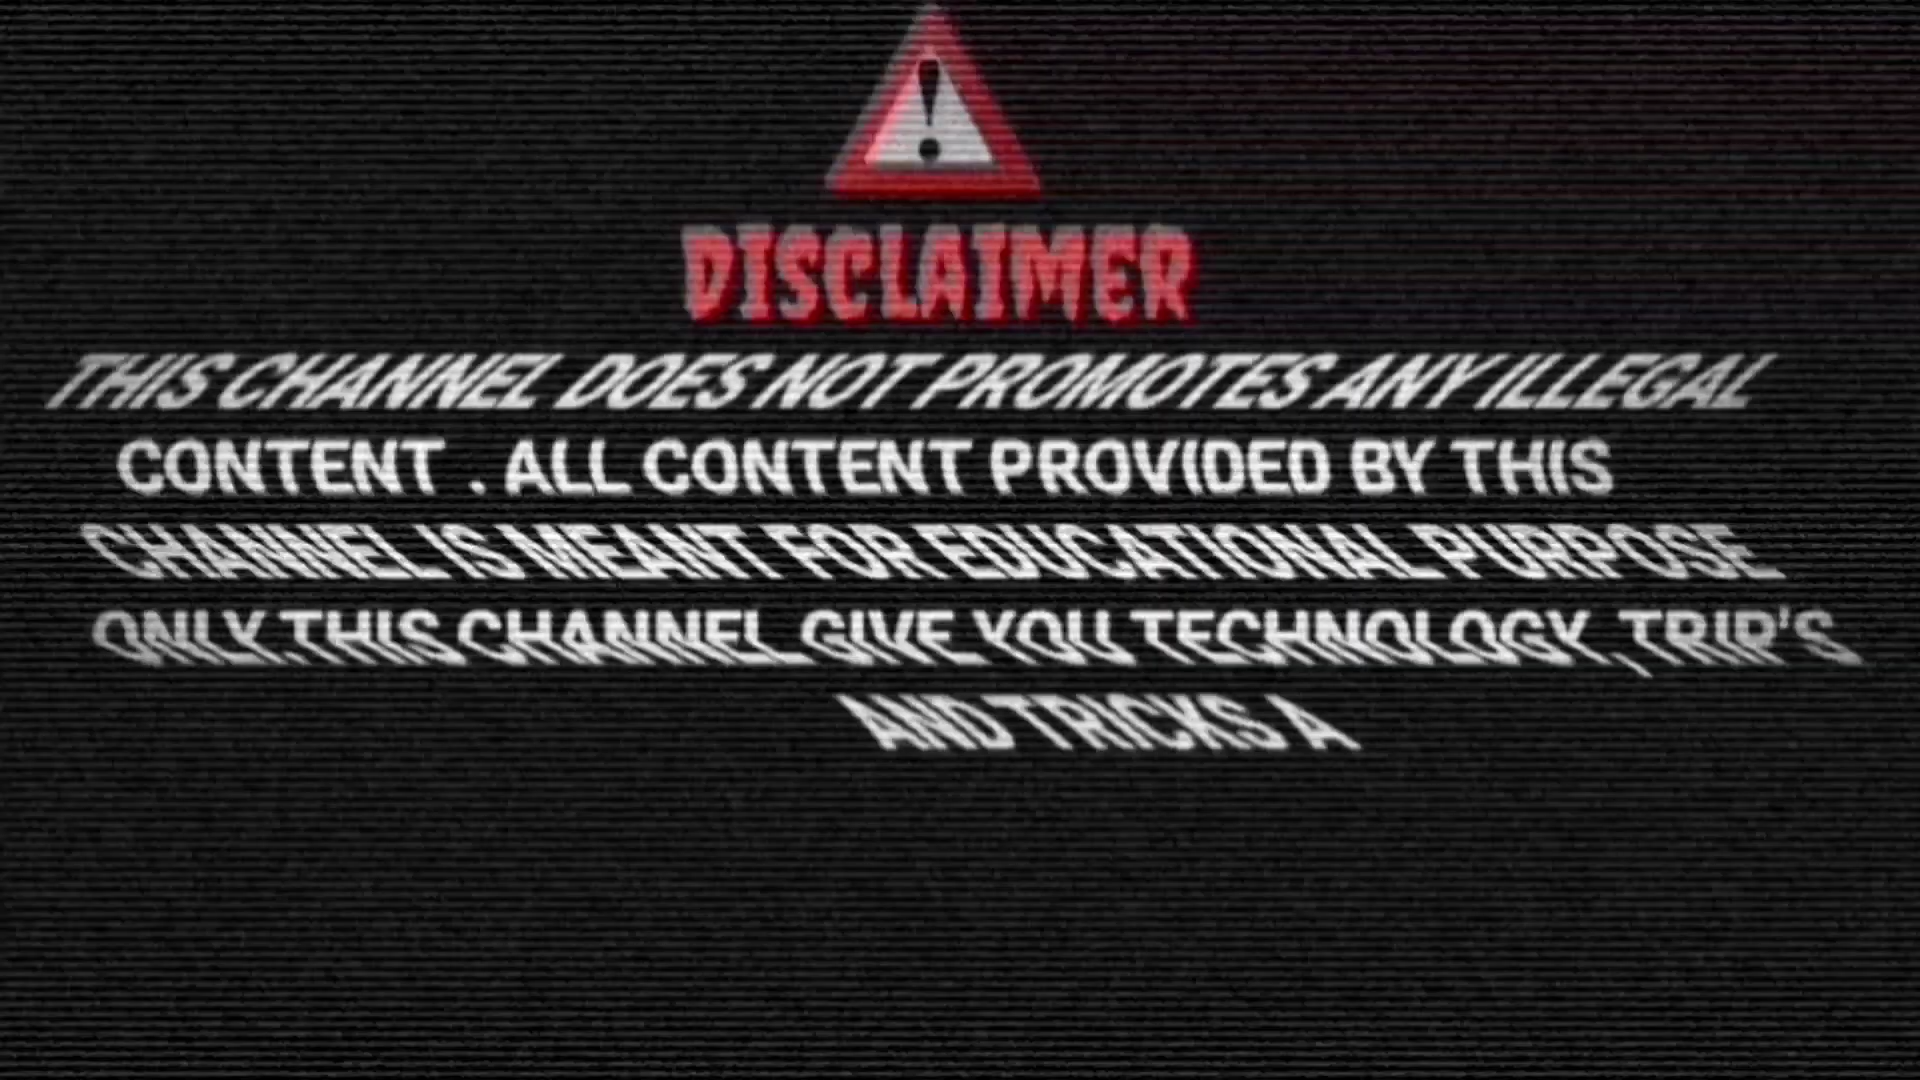 DISCLAIMER
THIS CHANNEL DOES NOT PROMOTES ANY ILLEGAL
CONTENT . ALL CONTENT PROVIDED BY THIS
CHANNEL IS MEANT FOR EDUCATIONAL PURPOSE
ONLY.THIS CHANNEL GIVE YOU TECHNOLOGY,TRIP'S
AND TRICKS A